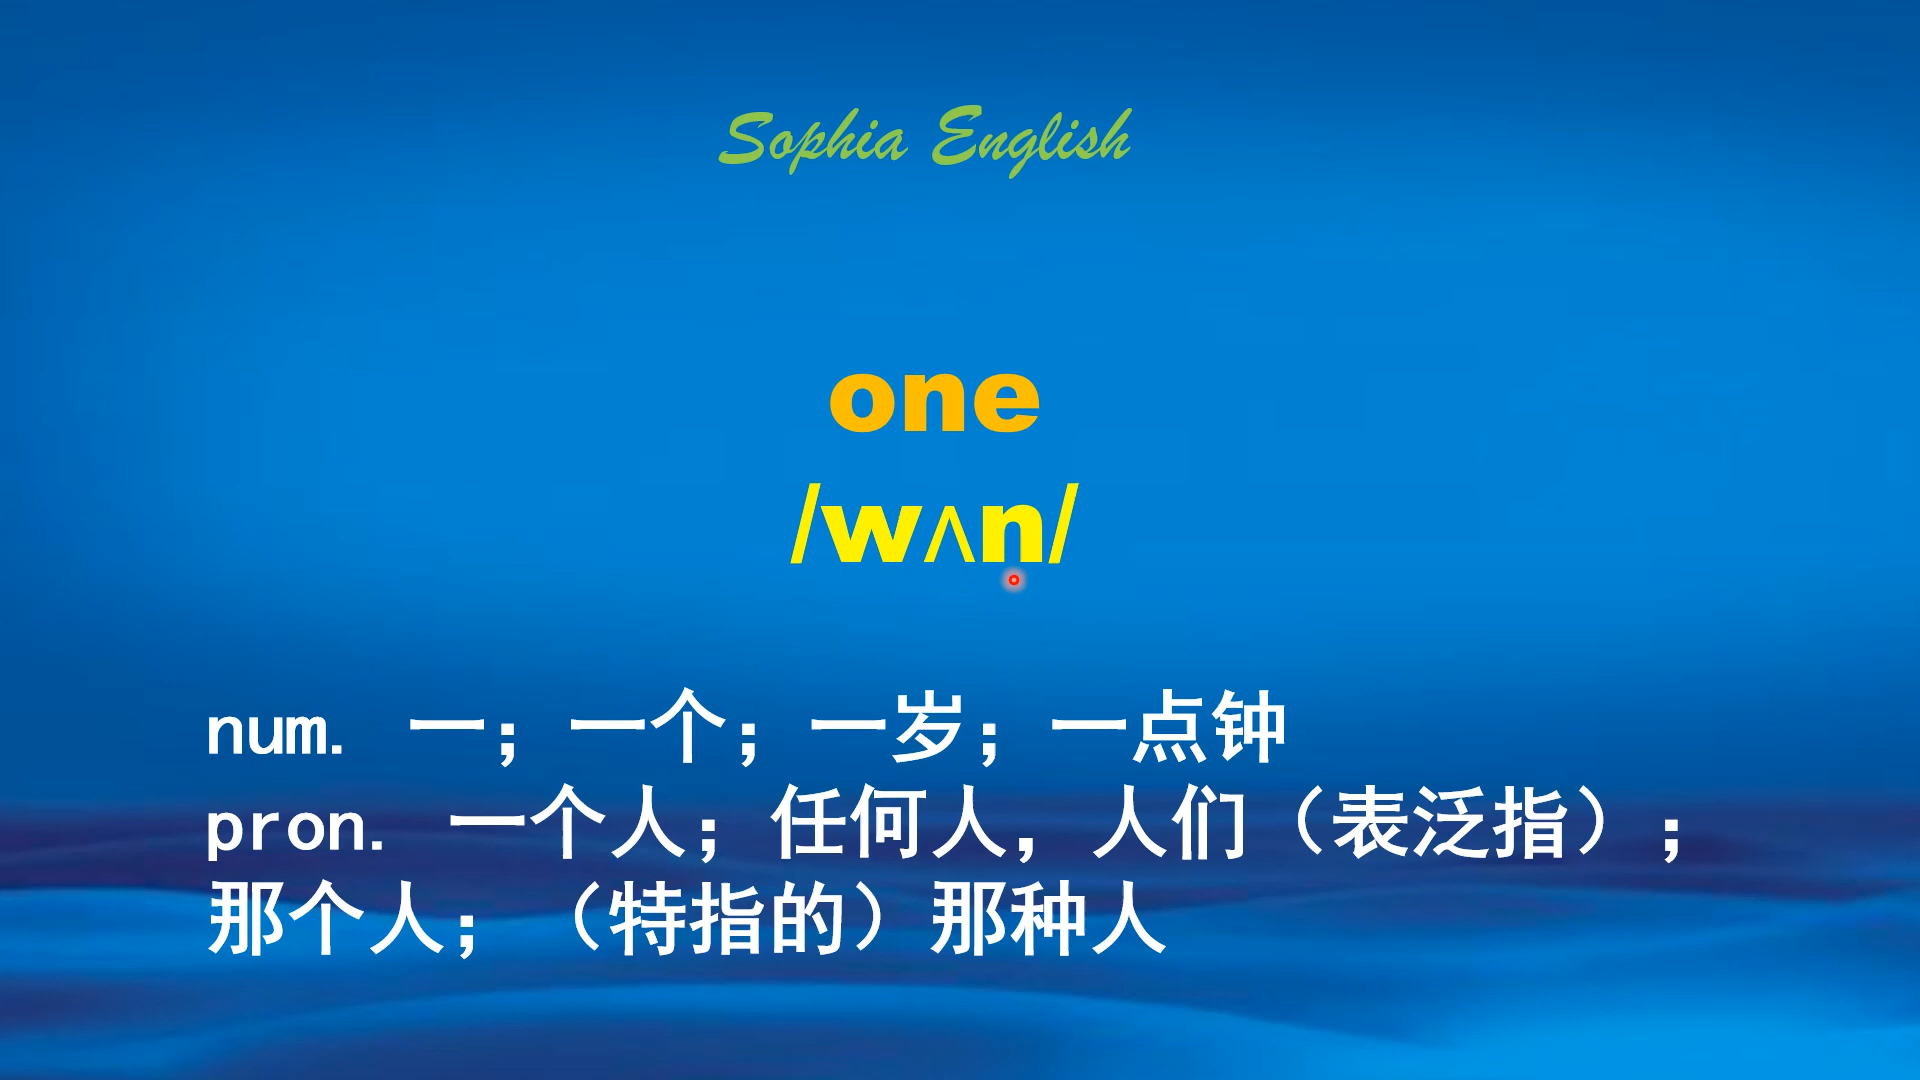 Sophia English
one
/wʌn/
num. 一；一个；一岁；一点钟
pron. 一个人；任何人，人们（表泛指）；
那个人；（特指的）那种人